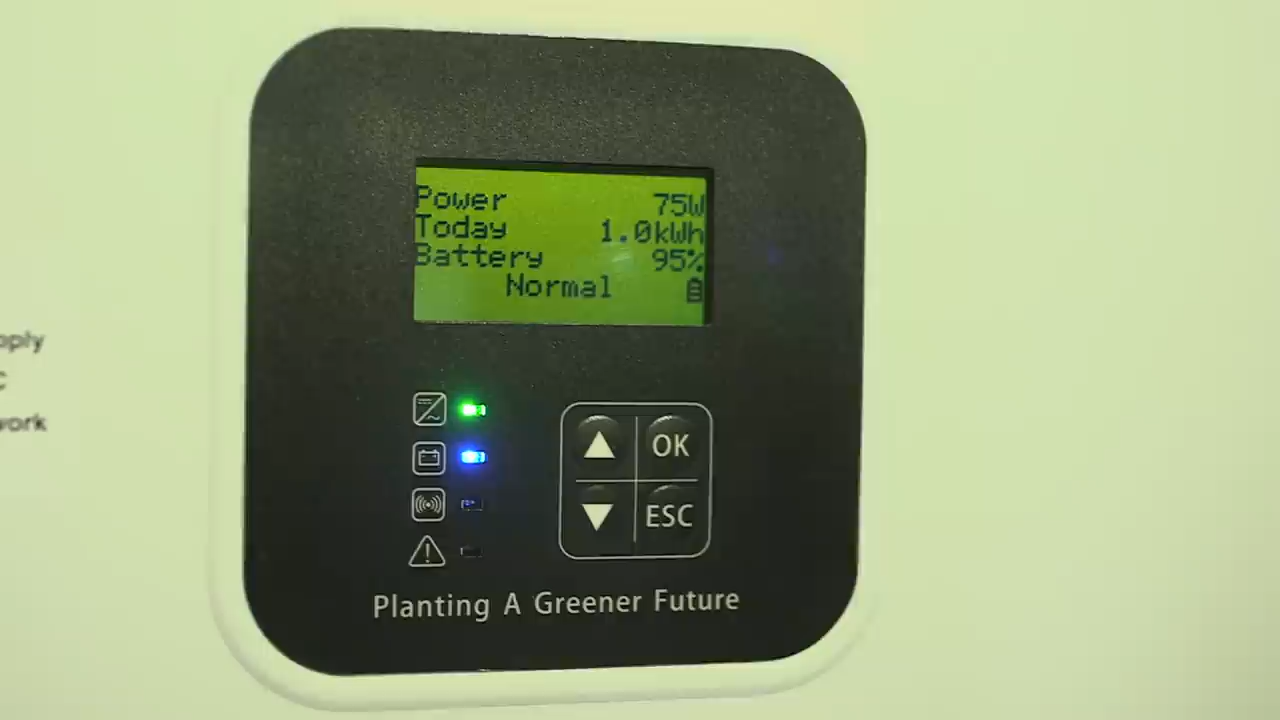 Power 75W
Today 1.0kWh
Battery 95%
Normal
OK
ESC
Planting A Greener Future